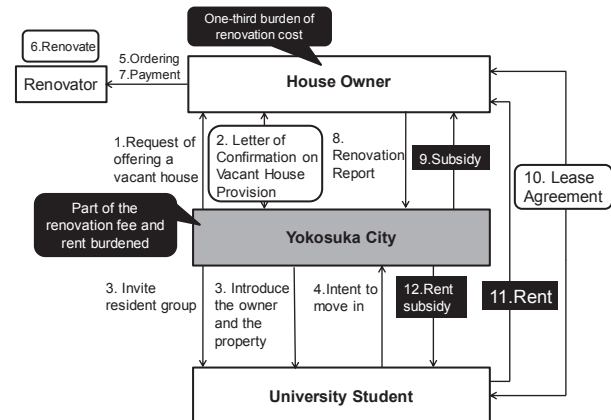 One-third burden of
renovation cost
6.Renovate
5.Ordering
7.Payment
Renovator
House Owner
1.Request of
offering a
vacant house
2. Letter of
Confirmation on
Vacant House
Provision
8.
Renovation
Report
9.Subsidy
10. Lease
Agreement
Part of the
renovation fee and
rent burdened
Yokosuka City
3. Invite
resident group
3. Introduce
the owner
and the
property
4.Intent to
move in
12.Rent
subsidy
11.Rent
University Student